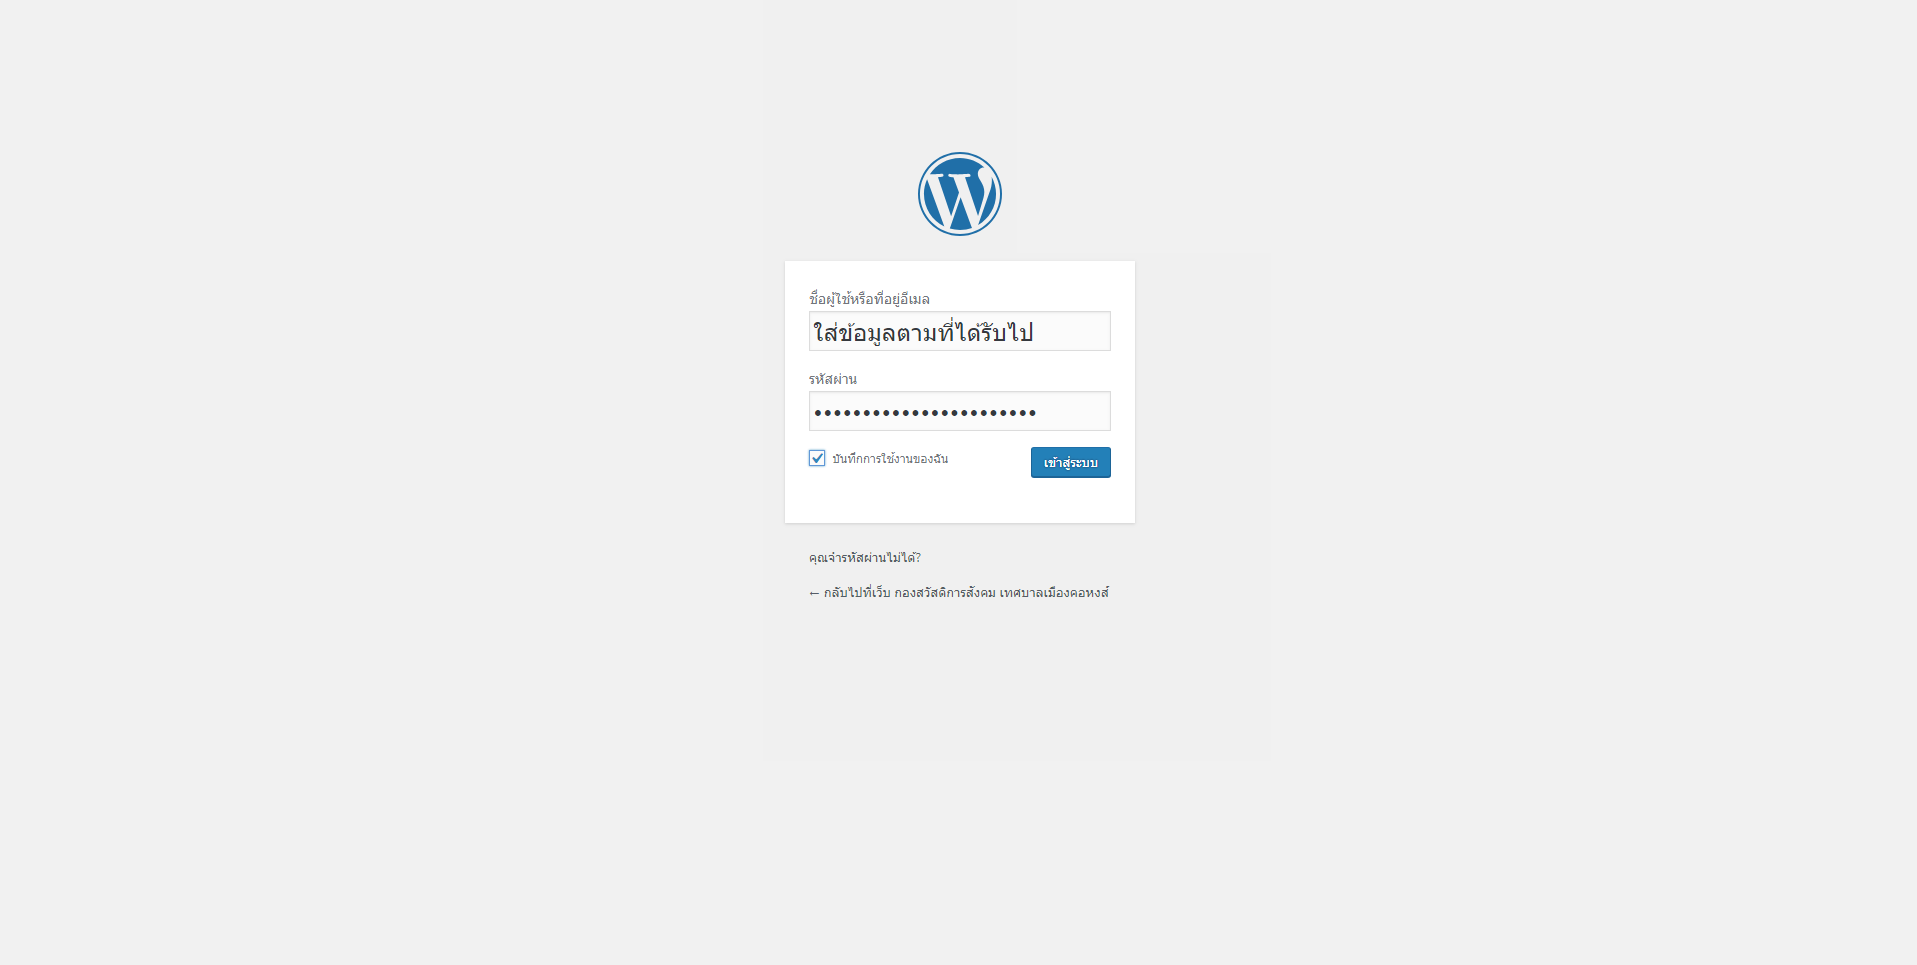 ชื่อผู้ใช้หรือที่อยู่อีเมล
ใส่ข้อมูลตามที่ได้รับไป
รหัสผ่าน
•••••••••••••••••••••••
บันทึกการใช้งานของฉัน
เข้าสู่ระบบ
คุณจำรหัสผ่านไม่ได้?
← กลับไปที่เว็บ กองสวัสดิการสังคม เทศบาลเมืองคอหงส์